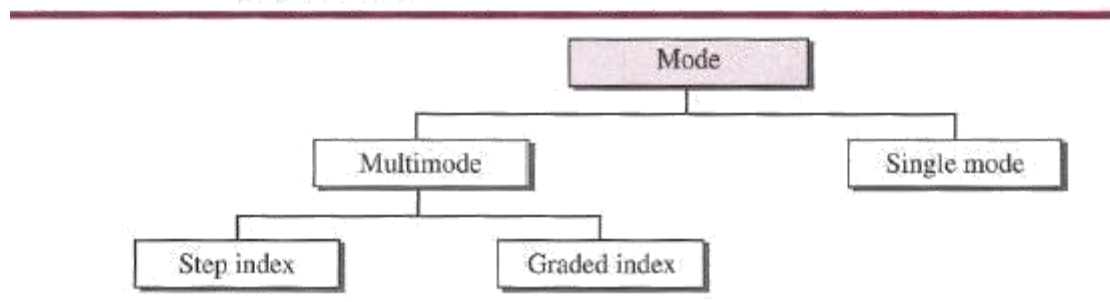 Mode
Multimode
Single mode
Step index
Graded index